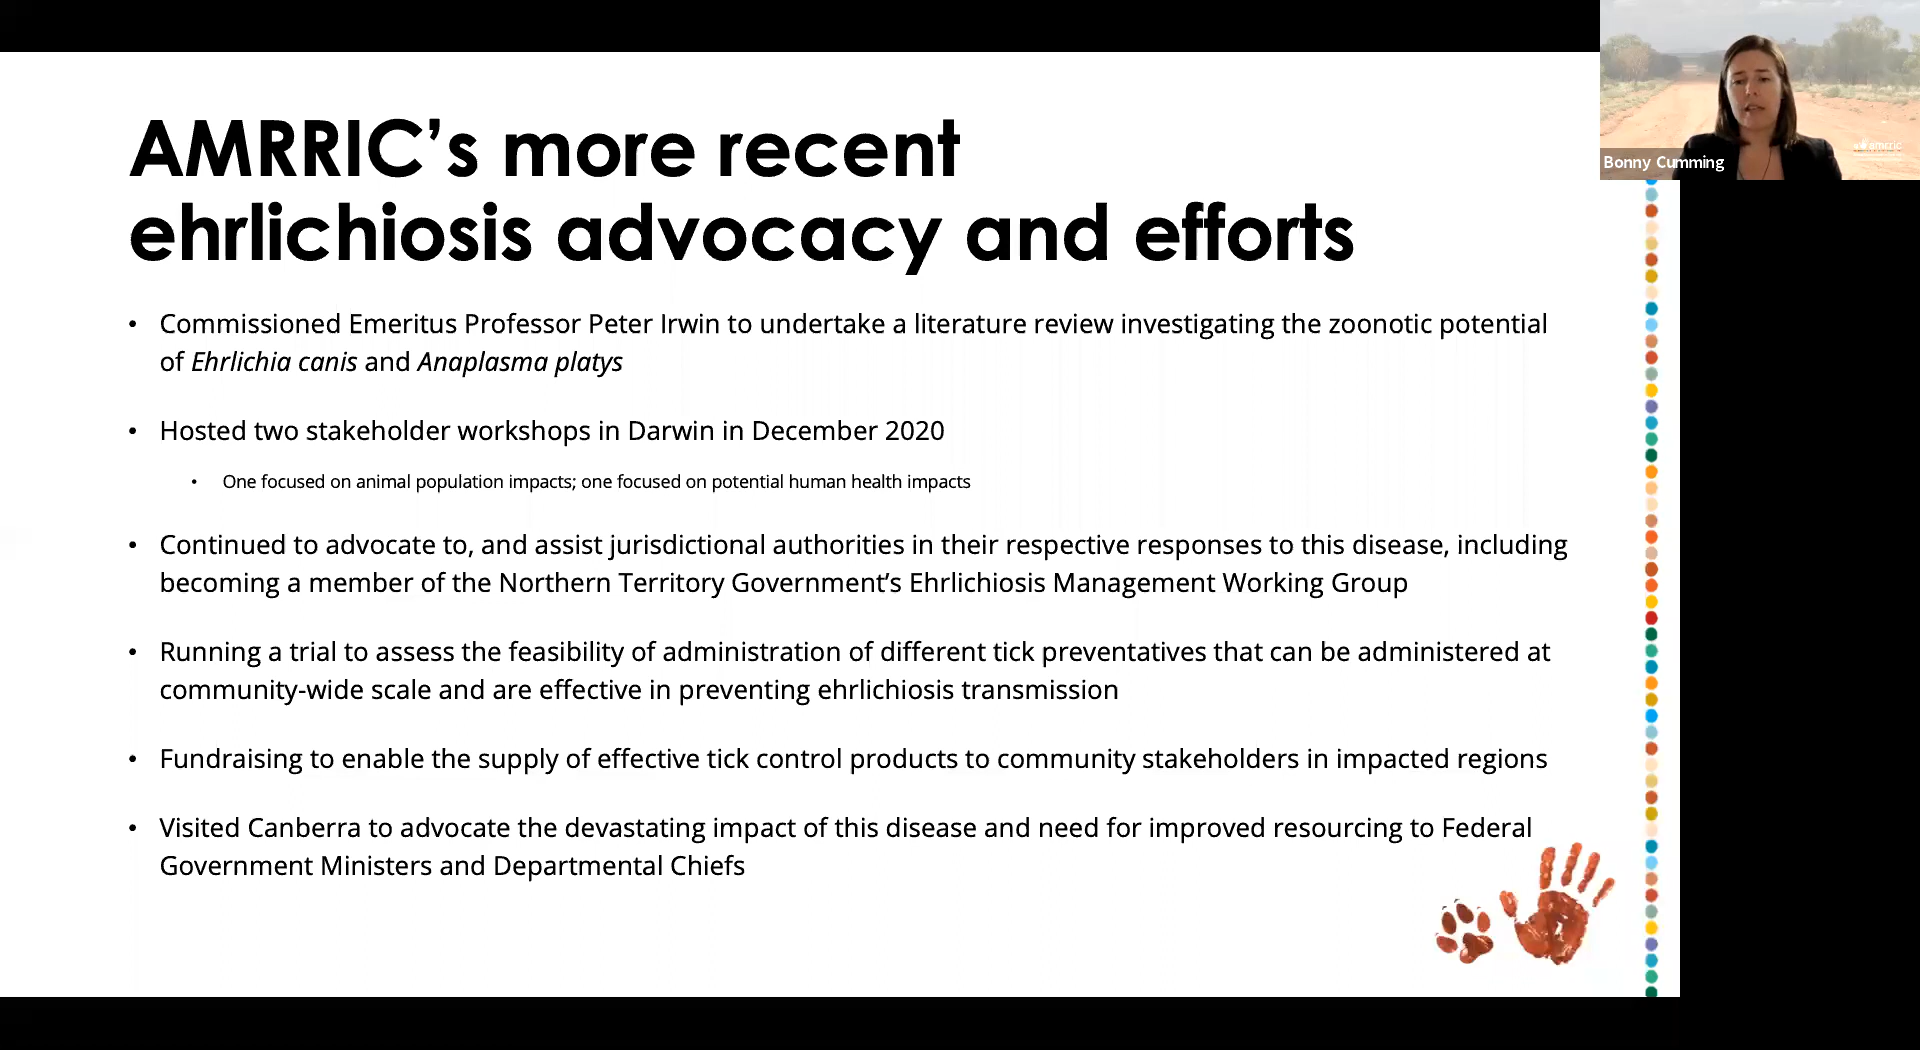 AMRRIC’s more recent
ehrlichiosis advocacy and efforts
• Commissioned Emeritus Professor Peter Irwin to undertake a literature review investigating the zoonotic potential
of Ehrlichia canis and Anaplasma platys
• Hosted two stakeholder workshops in Darwin in December 2020
• One focused on animal population impacts; one focused on potential human health impacts
• Continued to advocate to, and assist jurisdictional authorities in their respective responses to this disease, including
becoming a member of the Northern Territory Government’s Ehrlichiosis Management Working Group
• Running a trial to assess the feasibility of administration of different tick preventatives that can be administered at
community-wide scale and are effective in preventing ehrlichiosis transmission
• Fundraising to enable the supply of effective tick control products to community stakeholders in impacted regions
• Visited Canberra to advocate the devastating impact of this disease and need for improved resourcing to Federal
Government Ministers and Departmental Chiefs
Bonny Cumming